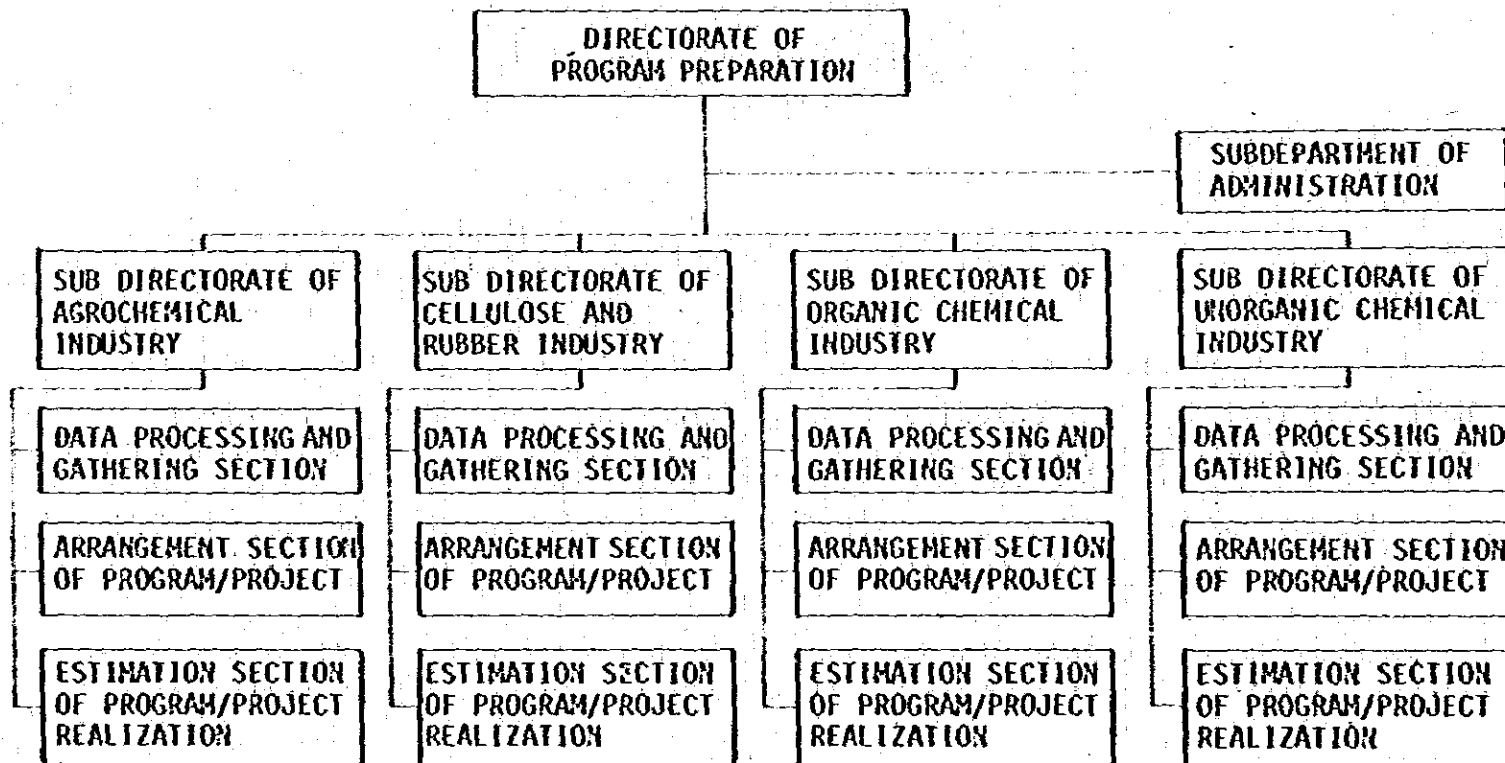 DIRECTORATE OF
PROGRAM PREPARATION
SUBDEPARTMENT OF
ADMINISTRATION
SUB DIRECTORATE OF
AGROCHEMICAL
INDUSTRY
SUB DIRECTORATE OF
CELLULOSE AND
RUBBER INDUSTRY
SUB DIRECTORATE OF
ORGANIC CHEMICAL
INDUSTRY
SUB DIRECTORATE OF
UNORGANIC CHEMICAL
INDUSTRY
DATA PROCESSING AND
GATHERING SECTION
DATA PROCESSING AND
GATHERING SECTION
DATA PROCESSING AND
GATHERING SECTION
DATA PROCESSING AND
GATHERING SECTION
ARRANGEMENT SECTION
OF PROGRAM/PROJECT
ARRANGEMENT SECTION
OF PROGRAM/PROJECT
ARRANGEMENT SECTION
OF PROGRAM/PROJECT
ARRANGEMENT SECTION
OF PROGRAM/PROJECT
ESTIMATION SECTION
OF PROGRAM/PROJECT
REALIZATION
ESTIMATION SECTION
OF PROGRAM/PROJECT
REALIZATION
ESTIMATION SECTION
OF PROGRAM/PROJECT
REALIZATION
ESTIMATION SECTION
OF PROGRAM/PROJECT
REALIZATION